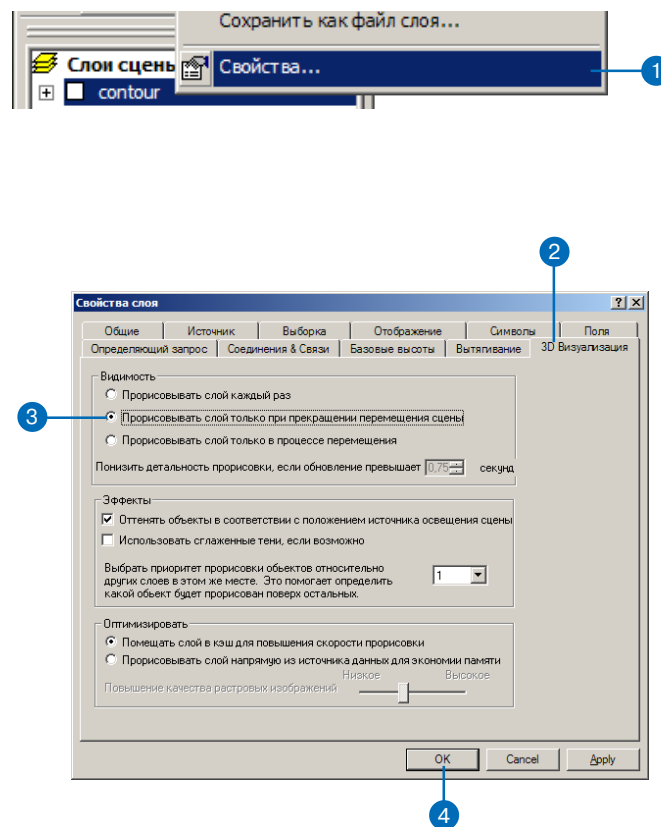 Сохранить как файл слоя...
Слои сцены
Свойства...
1
contour
2
Свойства слоя
Общие Источник Выборка Отображение Символы Поля
Определяющий запрос Соединения & Связи Базовые высоты Вытягивание 3D Визуализация
Видимость
Прорисовывать слой каждый раз
3
Прорисовывать слой только при прекращении перемещения сцены
Прорисовывать слой только в процессе перемещения
Понизить детальность прорисовки, если обновление превышает 0,75 секунд
Эффекты
Оттенять объекты в соответствии с положением источника освещения сцены
Использовать сглаженные тени, если возможно
Выбрать приоритет прорисовки объектов относительно
других слоев в этом же месте. Это помогает определить
какой объект будет прорисован поверх остальных.
1
Оптимизировать
Помещать слой в кэш для повышения скорости прорисовки
Прорисовывать слой напрямую из источника данных для экономии памяти
Низкое Высокое
Повышение качества растровых изображений
OK Cancel Apply
4